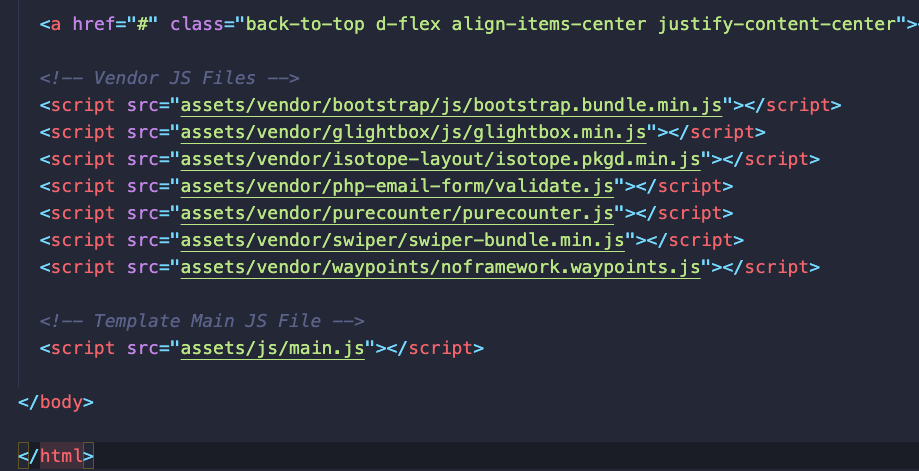 <a href="#" class="back-to-top d-flex align-items-center justify-content-center">
<!-- Vendor JS Files -->
<script src="assets/vendor/bootstrap/js/bootstrap.bundle.min.js"></script>
<script src="assets/vendor/glightbox/js/glightbox.min.js"></script>
<script src="assets/vendor/isotope-layout/isotope.pkgd.min.js"></script>
<script src="assets/vendor/php-email-form/validate.js"></script>
<script src="assets/vendor/purecounter/purecounter.js"></script>
<script src="assets/vendor/swiper/swiper-bundle.min.js"></script>
<script src="assets/vendor/waypoints/noframework.waypoints.js"></script>
<!-- Template Main JS File -->
<script src="assets/js/main.js"></script>
</body>
</html>